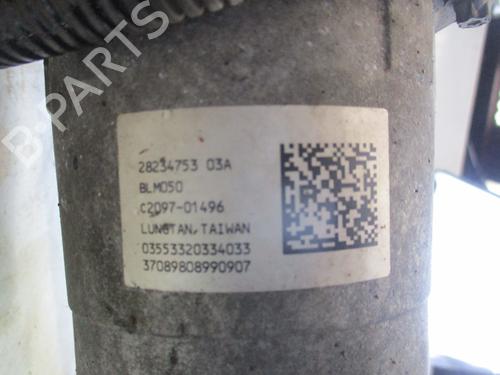 B-PARTS
28234753 03A
BLM050
C2097-01496
LUNGTAN,TAIWAN
03553320334033
37089808990907